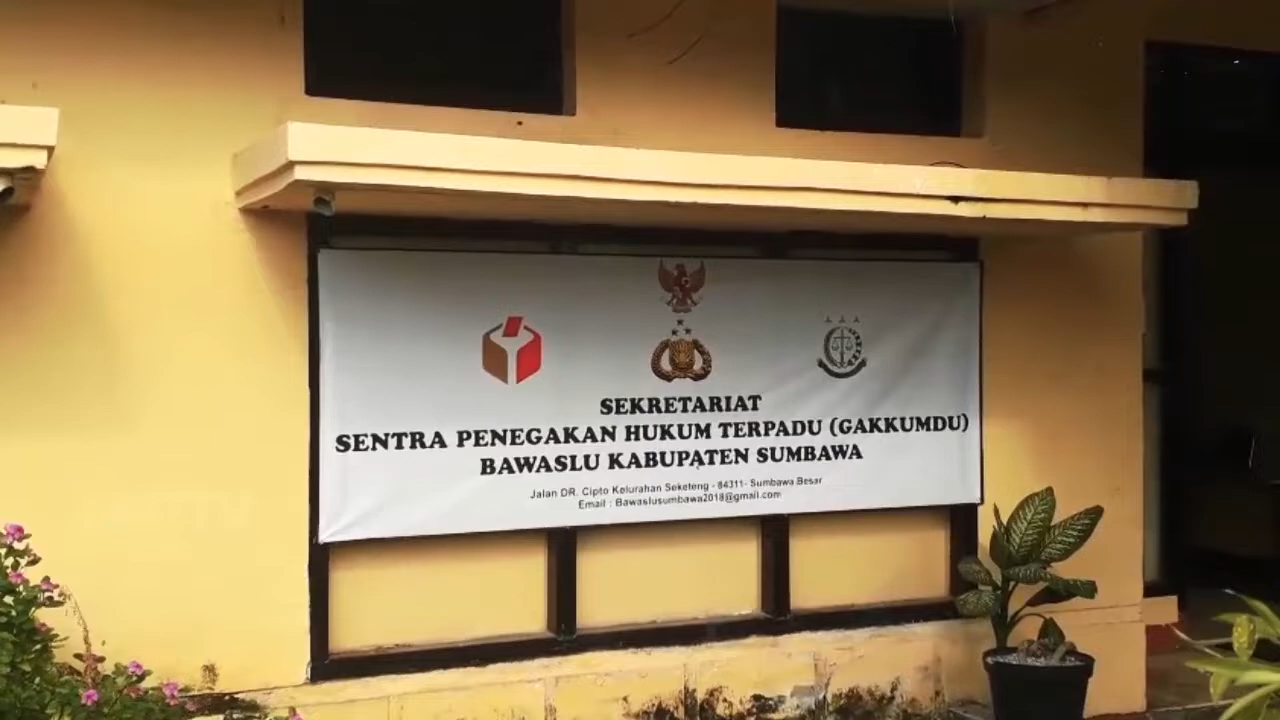 SEKRETARIAT
SENTRA PENEGAKAN HUKUM TERPADU (GAKKUMDU)
BAWASLU KABUPATEN SUMBAWA
Jalan DR. Cipto Kelurahan Seketeng - 84311- Sumbawa Besar
Email : Bawaslusumbawa2018@gmail.com